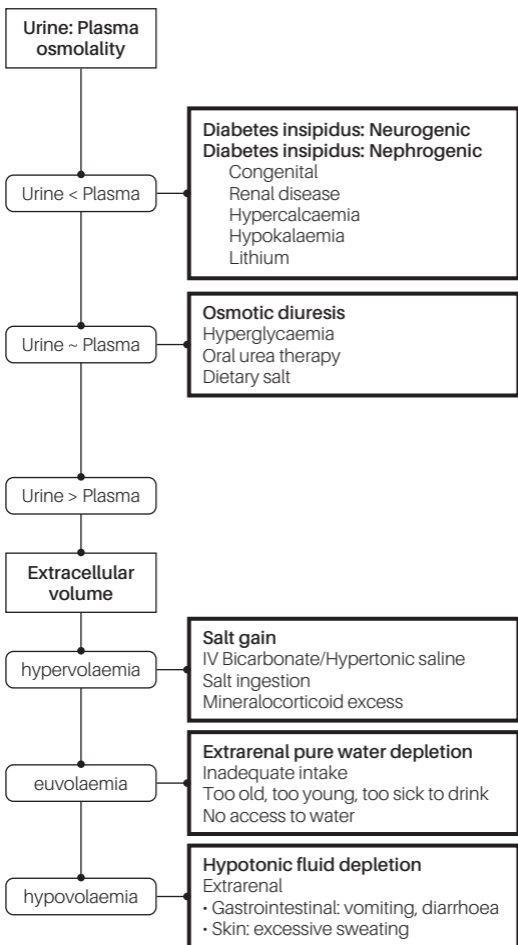 Urine: Plasma
osmolality
Diabetes insipidus: Neurogenic
Diabetes insipidus: Nephrogenic
Congenital
Renal disease
Hypercalcaemia
Hypokalaemia
Lithium
Urine < Plasma
Osmotic diuresis
Hyperglycaemia
Oral urea therapy
Dietary salt
Urine ~ Plasma
Urine > Plasma
Extracellular
volume
Salt gain
IV Bicarbonate/Hypertonic saline
Salt ingestion
Mineralocorticoid excess
hypervolaemia
Extrarenal pure water depletion
Inadequate intake
Too old, too young, too sick to drink
No access to water
euvolaemia
Hypotonic fluid depletion
Extrarenal
• Gastrointestinal: vomiting, diarrhoea
• Skin: excessive sweating
hypovolaemia